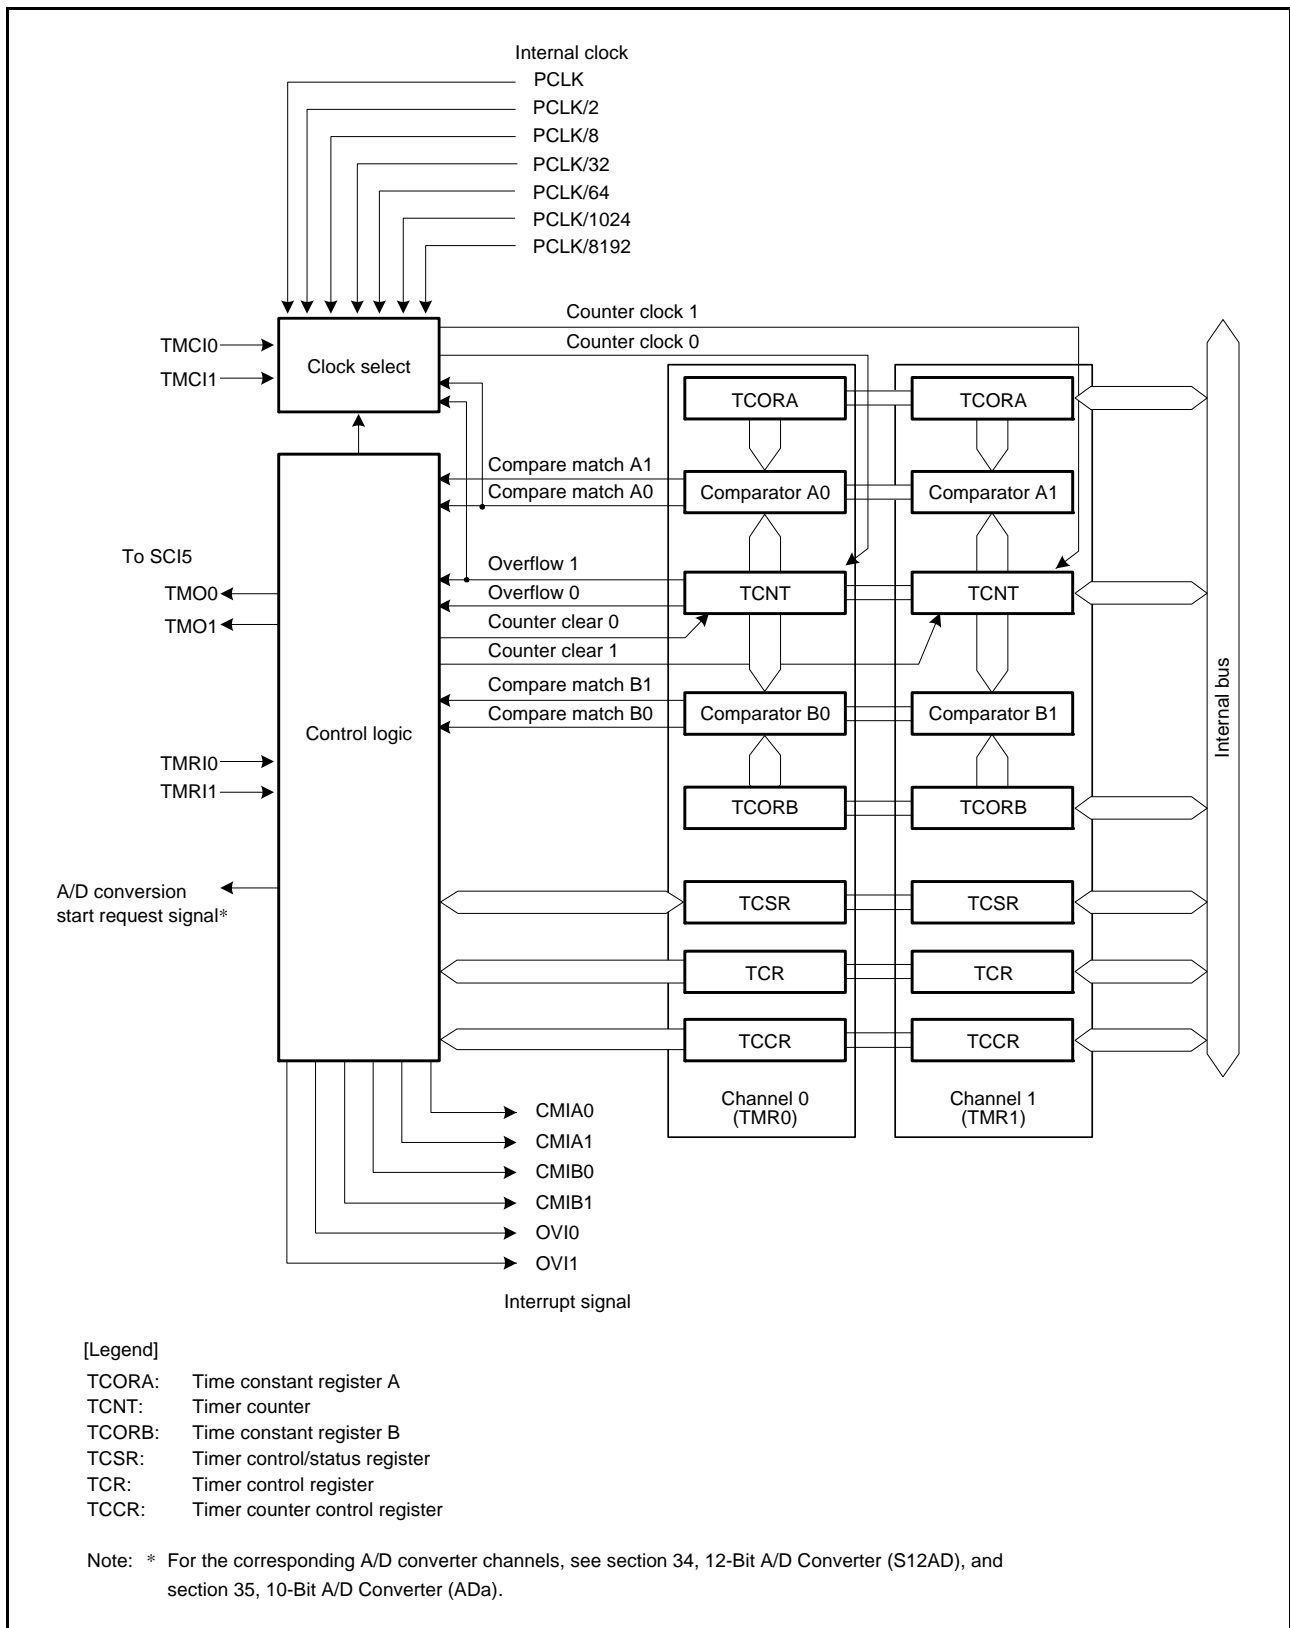 Internal clock
PCLK
PCLK/2
PCLK/8
PCLK/32
PCLK/64
PCLK/1024
PCLK/8192
Counter clock 1
Counter clock 0
TMCI0
TMCI1
Clock select
TCORA
TCORA
Compare match A1
Compare match A0
Comparator A0
Comparator A1
To SCI5
TMO0
TMO1
Overflow 1
Overflow 0
Counter clear 0
Counter clear 1
TCNT
TCNT
Compare match B1
Compare match B0
Comparator B0
Comparator B1
Internal bus
Control logic
TMRI0
TMRI1
TCORB
TCORB
A/D conversion
start request signal*
TCSR
TCSR
TCR
TCR
TCCR
TCCR
Channel 0
(TMR0)
Channel 1
(TMR1)
CMIA0
CMIA1
CMIB0
CMIB1
OVI0
OVI1
Interrupt signal
[Legend]
TCORA: Time constant register A
TCNT: Timer counter
TCORB: Time constant register B
TCSR: Timer control/status register
TCR: Timer control register
TCCR: Timer counter control register
Note: * For the corresponding A/D converter channels, see section 34, 12-Bit A/D Converter (S12AD), and
section 35, 10-Bit A/D Converter (ADa).